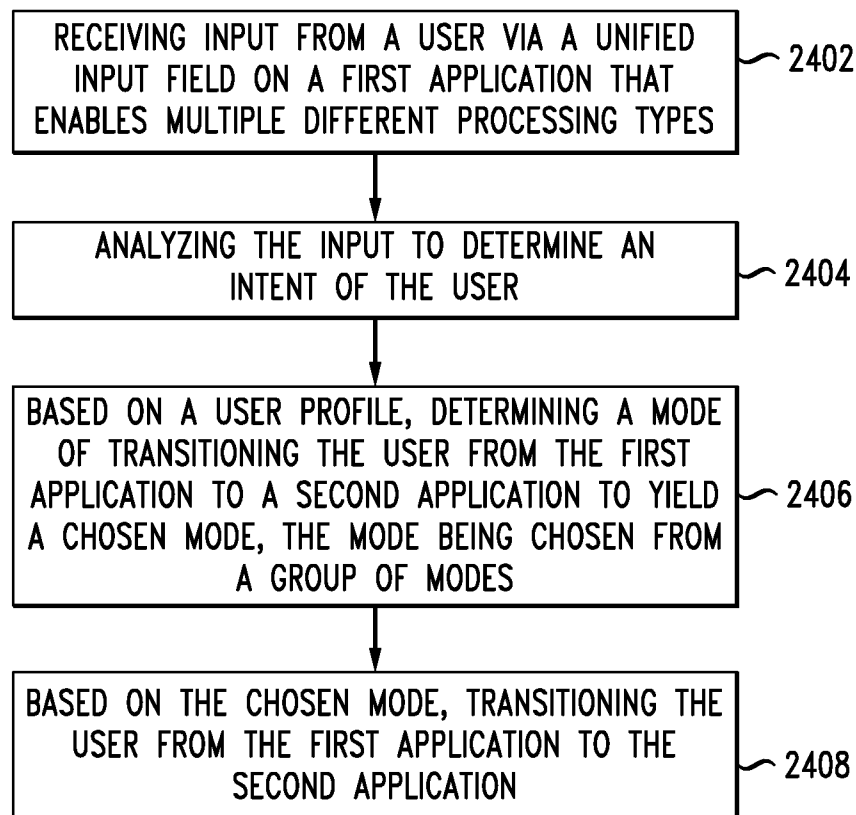 RECEIVING INPUT FROM A USER VIA A UNIFIED
INPUT FIELD ON A FIRST APPLICATION THAT
ENABLES MULTIPLE DIFFERENT PROCESSING TYPES
2402
ANALYZING THE INPUT TO DETERMINE AN
INTENT OF THE USER
2404
BASED ON A USER PROFILE, DETERMINING A MODE
OF TRANSITIONING THE USER FROM THE FIRST
APPLICATION TO A SECOND APPLICATION TO YIELD
A CHOSEN MODE, THE MODE BEING CHOSEN FROM
A GROUP OF MODES
2406
BASED ON THE CHOSEN MODE, TRANSITIONING THE
USER FROM THE FIRST APPLICATION TO THE
SECOND APPLICATION
2408